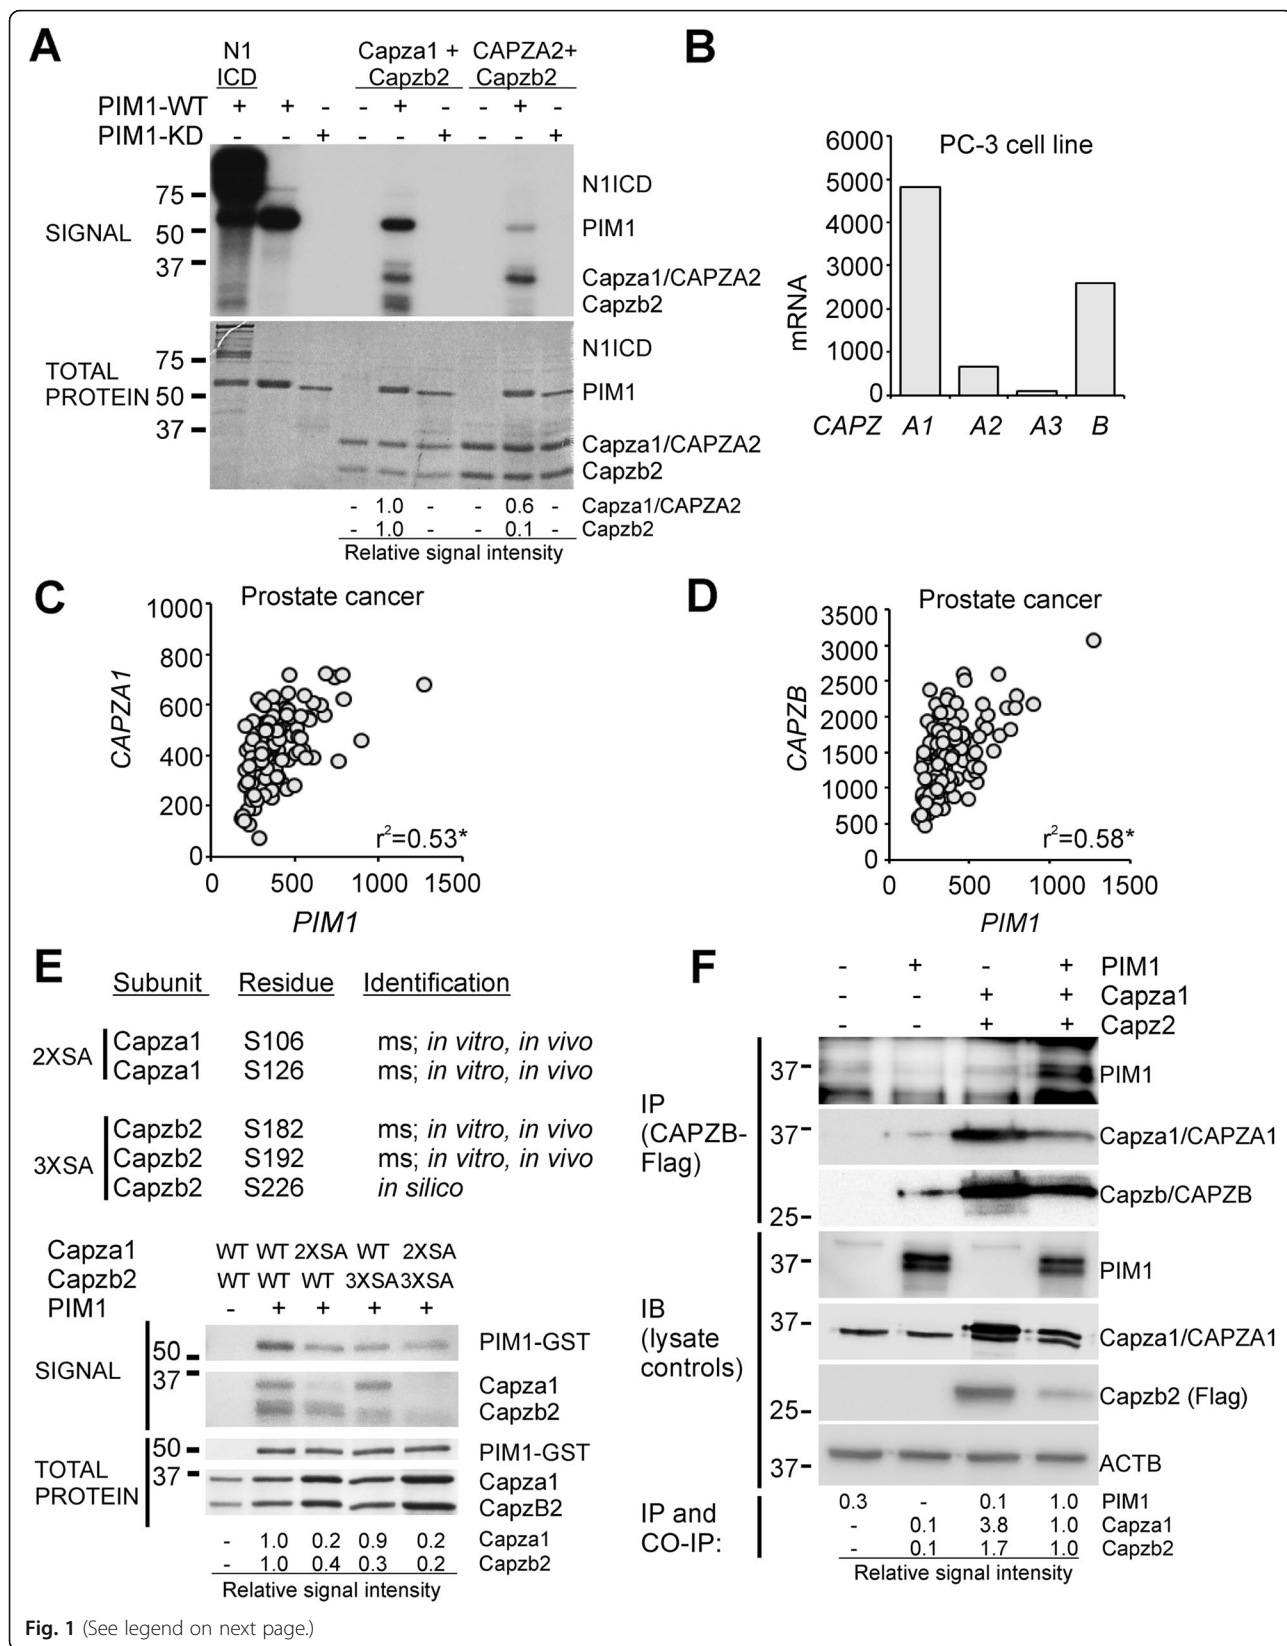 A
N1
ICD
Capza1 +
Capzb2
CAPZA2+
Capzb2
PIM1-WT + + - - + - - + -
PIM1-KD - - + - - + - - +
SIGNAL
75
50
37
N1ICD
PIM1
Capza1/CAPZA2
Capzb2
TOTAL
PROTEIN
75
50
37
N1ICD
PIM1
Capza1/CAPZA2
Capzb2
- 1.0 - - 0.6 - Capza1/CAPZA2
- 1.0 - - 0.1 - Capzb2
Relative signal intensity
B
PC-3 cell line
mRNA
6000
5000
4000
3000
2000
1000
0
CAPZ A1 A2 A3 B
C
Prostate cancer
CAPZA1
1000
800
600
400
200
0
r²=0.53*
0 500 1000 1500
PIM1
D
Prostate cancer
CAPZB
3500
3000
2500
2000
1500
1000
500
0
r²=0.58*
0 500 1000 1500
PIM1
E
Subunit Residue Identification
2XSA
Capza1 S106 ms; in vitro, in vivo
Capza1 S126 ms; in vitro, in vivo
3XSA
Capzb2 S182 ms; in vitro, in vivo
Capzb2 S192 ms; in vitro, in vivo
Capzb2 S226 in silico
Capza1 WT WT 2XSA WT 2XSA
Capzb2 WT WT WT 3XSA 3XSA
PIM1 - + + + +
SIGNAL
50
37
PIM1-GST
Capza1
Capzb2
TOTAL
PROTEIN
50
37
PIM1-GST
Capza1
CapzB2
- 1.0 0.2 0.9 0.2 Capza1
- 1.0 0.4 0.3 0.2 Capzb2
Relative signal intensity
F
- + - + PIM1
- - + + Capza1
- - + + Capz2
IP
(CAPZB-
Flag)
37
PIM1
37
Capza1/CAPZA1
Capzb/CAPZB
25
IB
(lysate
controls)
37
PIM1
37
Capza1/CAPZA1
Capzb2 (Flag)
25
ACTB
37
IP and
CO-IP:
0.3 - 0.1 1.0 PIM1
- 0.1 3.8 1.0 Capza1
- 0.1 1.7 1.0 Capzb2
Relative signal intensity
Fig. 1 (See legend on next page.)